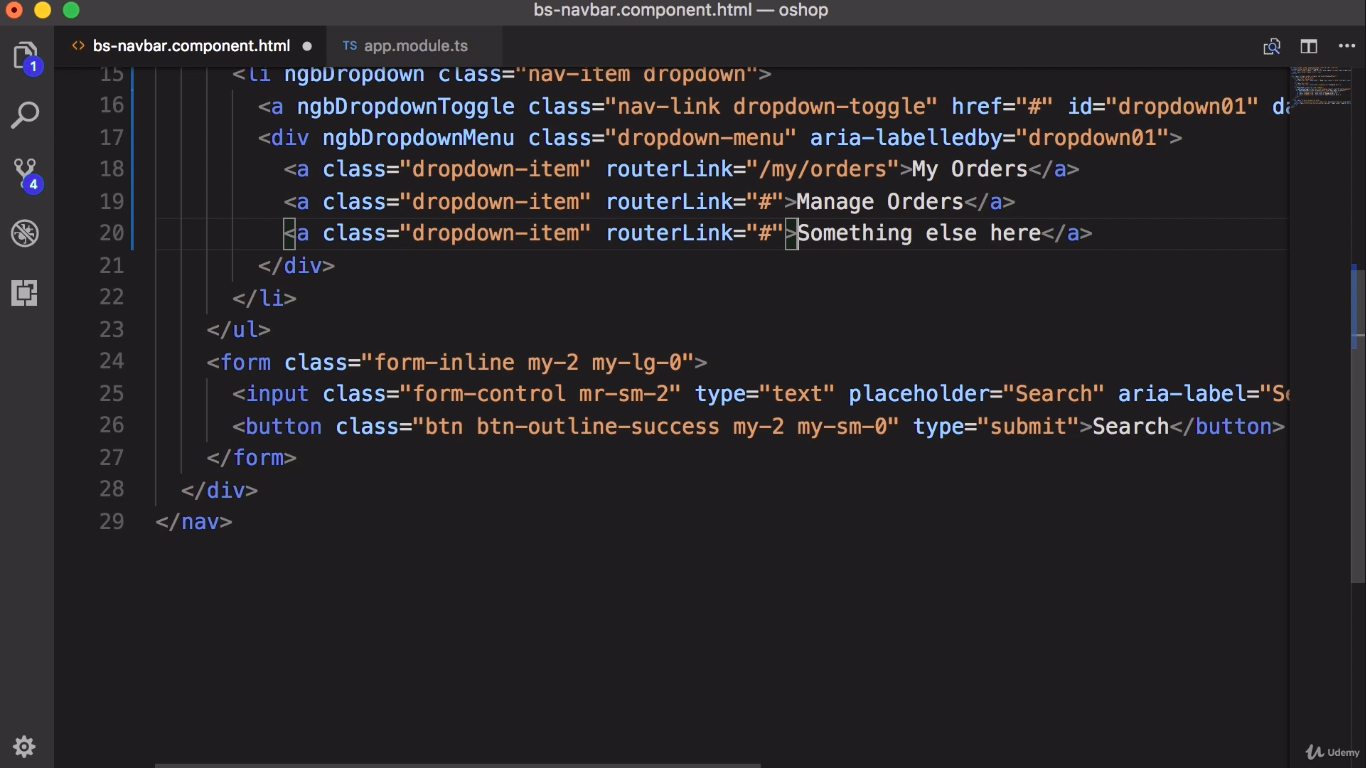 bs-navbar.component.html — oshop
bs-navbar.component.html
TS app.module.ts
1
4
15 <li ngbDropdown class="nav-item dropdown">
16 <a ngbDropdownToggle class="nav-link dropdown-toggle" href="#" id="dropdown01" da
17 <div ngbDropdownMenu class="dropdown-menu" aria-labelledby="dropdown01">
18 <a class="dropdown-item" routerLink="/my/orders">My Orders</a>
19 <a class="dropdown-item" routerLink="#">Manage Orders</a>
20 <a class="dropdown-item" routerLink="#">Something else here</a>
21 </div>
22 </li>
23 </ul>
24 <form class="form-inline my-2 my-lg-0">
25 <input class="form-control mr-sm-2" type="text" placeholder="Search" aria-label="Se
26 <button class="btn btn-outline-success my-2 my-sm-0" type="submit">Search</button>
27 </form>
28 </div>
29 </nav>
Udemy